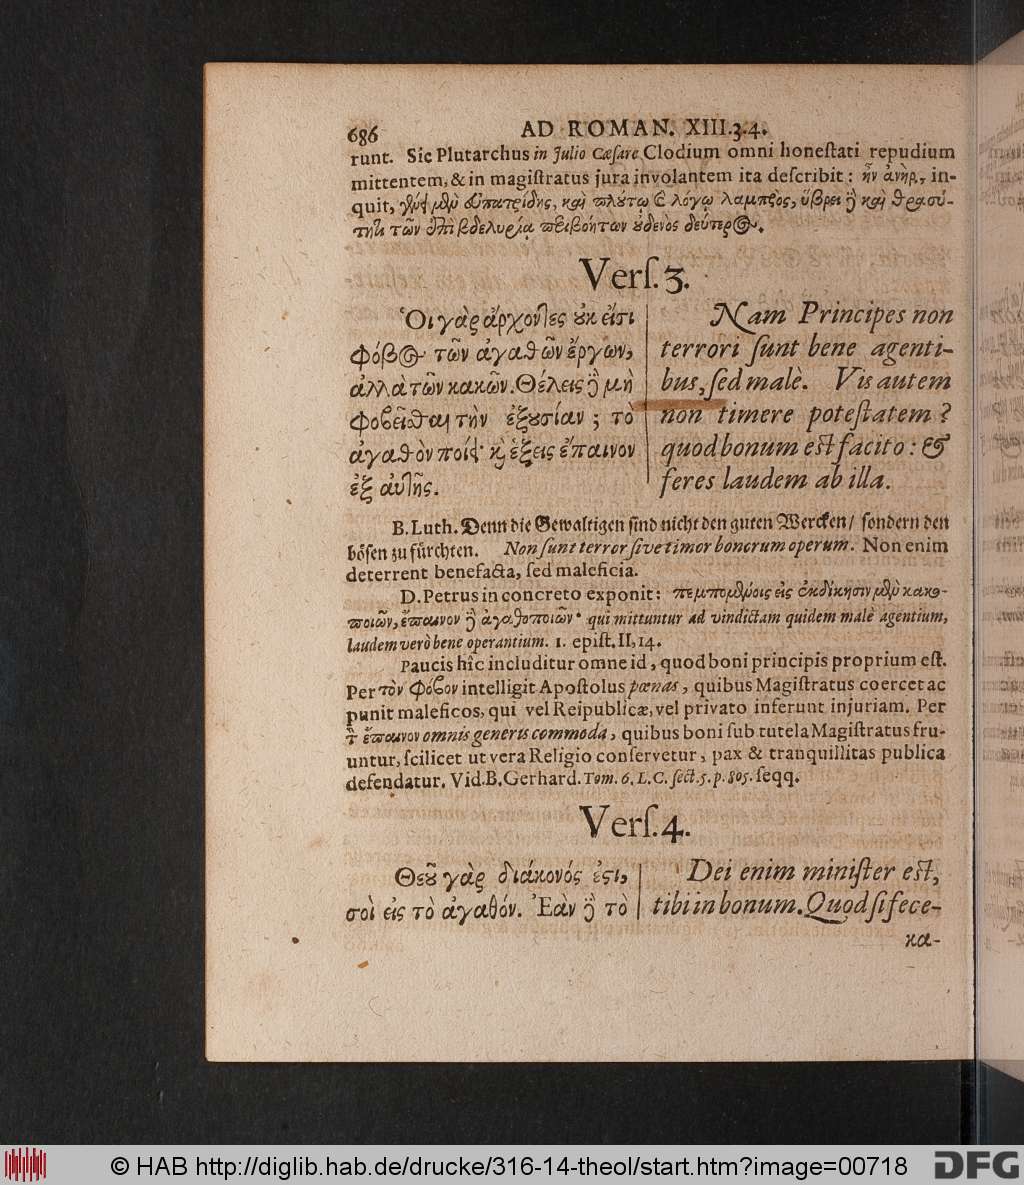 686 AD ROMAN. XIII.3.4.
runt. Sic Plutarchus in Julio Cæsare Clodium omni honeſtati repudium
mittentem, & in magiſtratus jura involantem ita deſcribit: ἦν ἀνὴρ, in-
quit, γένει μὲν εὐπατρίδης, καὶ πλούτῳ καὶ λόγῳ λαμπρὸς, ὕβρει δὲ καὶ θρασύ-
τητι τῶν ἐπὶ βδελυρίᾳ περιβοήτων οὐδενὸς δεύτερος.
Verſ. 3.
Ὁι γὰρ ἄρχοντες οὐκ εἴσι
φόβος τῶν ἀγαθῶν ἔργων,
ἀλλὰ τῶν κακῶν. Θέλεις δὲ μὴ
φοβεῖσθαι τὴν ἐξουσίαν; τὸ
ἀγαθὸν ποίει· καὶ ἕξεις ἔπαινον
ἐξ αὐτῆς.
Nam Principes non
terrori ſunt bene agenti-
bus, ſed malè. Vis autem
non timere poteſtatem?
quod bonum eſt facito: &
feres laudem ab illa.
B. Luth. Denn die Gewaltigen ſind nicht den guten Wercken/ ſondern den
böſen zu fürchten. Non ſunt terror ſive timor bonorum operum. Non enim
deterrent benefacta, ſed maleficia.
D. Petrus in concreto exponit: πεμπομένοις εἰς ἐκδίκησιν μὲν κακο-
ποιῶν, ἔπαινον δὲ ἀγαθοποιῶν· qui mittuntur ad vindictam quidem malè agentium,
laudem verò bene operantium. 1. epiſt. II, 14.
Paucis hîc includitur omne id, quod boni principis proprium eſt.
Per τὸν φόβον intelligit Apoſtolus pœnas, quibus Magiſtratus coercet ac
punit maleficos, qui vel Reipublicæ, vel privato inferunt injuriam. Per
τ̀ ἔπαινον omnis generis commoda, quibus boni ſub tutela Magiſtratus fru-
untur, ſcilicet ut vera Religio conſervetur, pax & tranquillitas publica
defendatur. Vid. B. Gerhard. Tom. 6. L. C. ſect. 5. p. 805. ſeqq.
Verſ. 4.
Θεοῦ γὰρ διάκονός ἐστι,
σοὶ εἰς τὸ ἀγαθόν. Ἐὰν δὲ τὸ
Dei enim miniſter eſt,
tibi in bonum. Quod ſi fece-
κα-
© HAB http://diglib.hab.de/drucke/316-14-theol/start.htm?image=00718
DFG